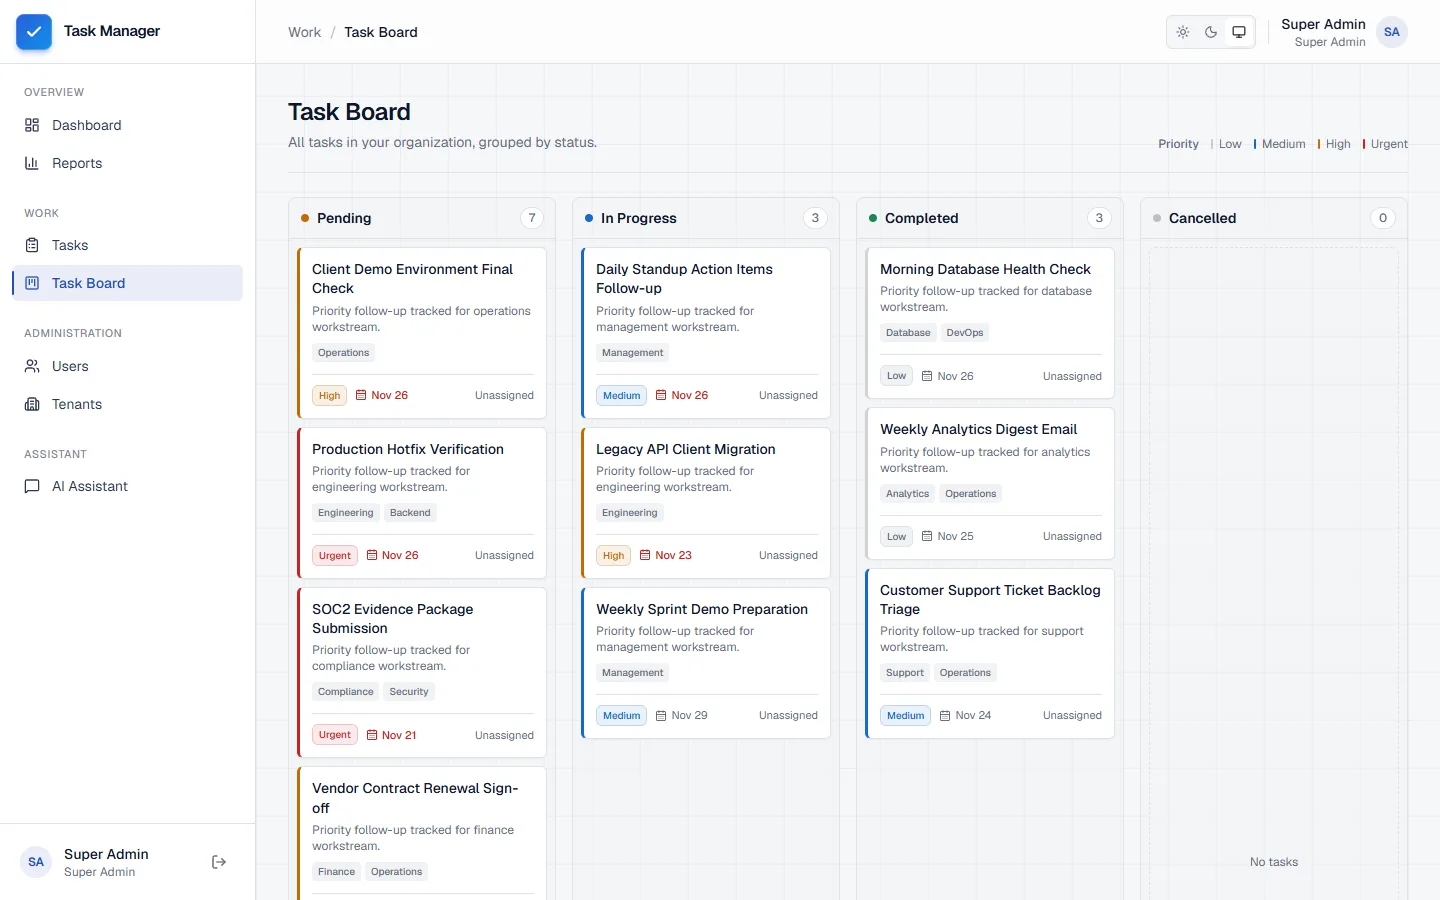 Task Manager
OVERVIEW
Dashboard
Reports
WORK
Tasks
Task Board
ADMINISTRATION
Users
Tenants
ASSISTANT
AI Assistant
SA
Super Admin
Super Admin
Work / Task Board
Super Admin
Super Admin
SA
Task Board
All tasks in your organization, grouped by status.
Priority Low Medium High Urgent
Pending 7
Client Demo Environment Final
Check
Priority follow-up tracked for operations
workstream.
Operations
High Nov 26 Unassigned
Production Hotfix Verification
Priority follow-up tracked for
engineering workstream.
Engineering Backend
Urgent Nov 26 Unassigned
SOC2 Evidence Package
Submission
Priority follow-up tracked for
compliance workstream.
Compliance Security
Urgent Nov 21 Unassigned
Vendor Contract Renewal Sign-
off
Priority follow-up tracked for finance
workstream.
Finance Operations
In Progress 3
Daily Standup Action Items
Follow-up
Priority follow-up tracked for
management workstream.
Management
Medium Nov 26 Unassigned
Legacy API Client Migration
Priority follow-up tracked for
engineering workstream.
Engineering
High Nov 23 Unassigned
Weekly Sprint Demo Preparation
Priority follow-up tracked for
management workstream.
Management
Medium Nov 29 Unassigned
Completed 3
Morning Database Health Check
Priority follow-up tracked for database
workstream.
Database DevOps
Low Nov 26 Unassigned
Weekly Analytics Digest Email
Priority follow-up tracked for analytics
workstream.
Analytics Operations
Low Nov 25 Unassigned
Customer Support Ticket Backlog
Triage
Priority follow-up tracked for support
workstream.
Support Operations
Medium Nov 24 Unassigned
Cancelled 0
No tasks